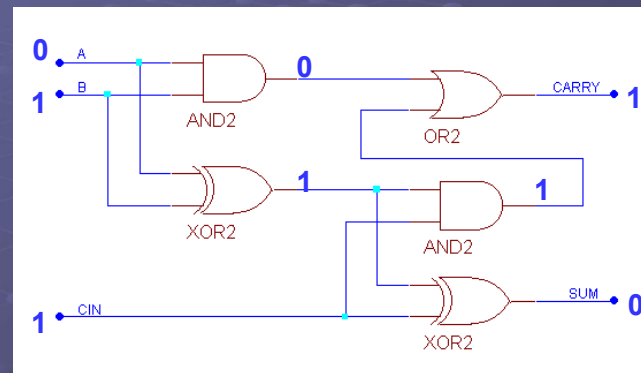 0 A
0
CARRY 1
1 B
AND2
OR2
1
1
XOR2
AND2
1 CIN
SUM 0
XOR2